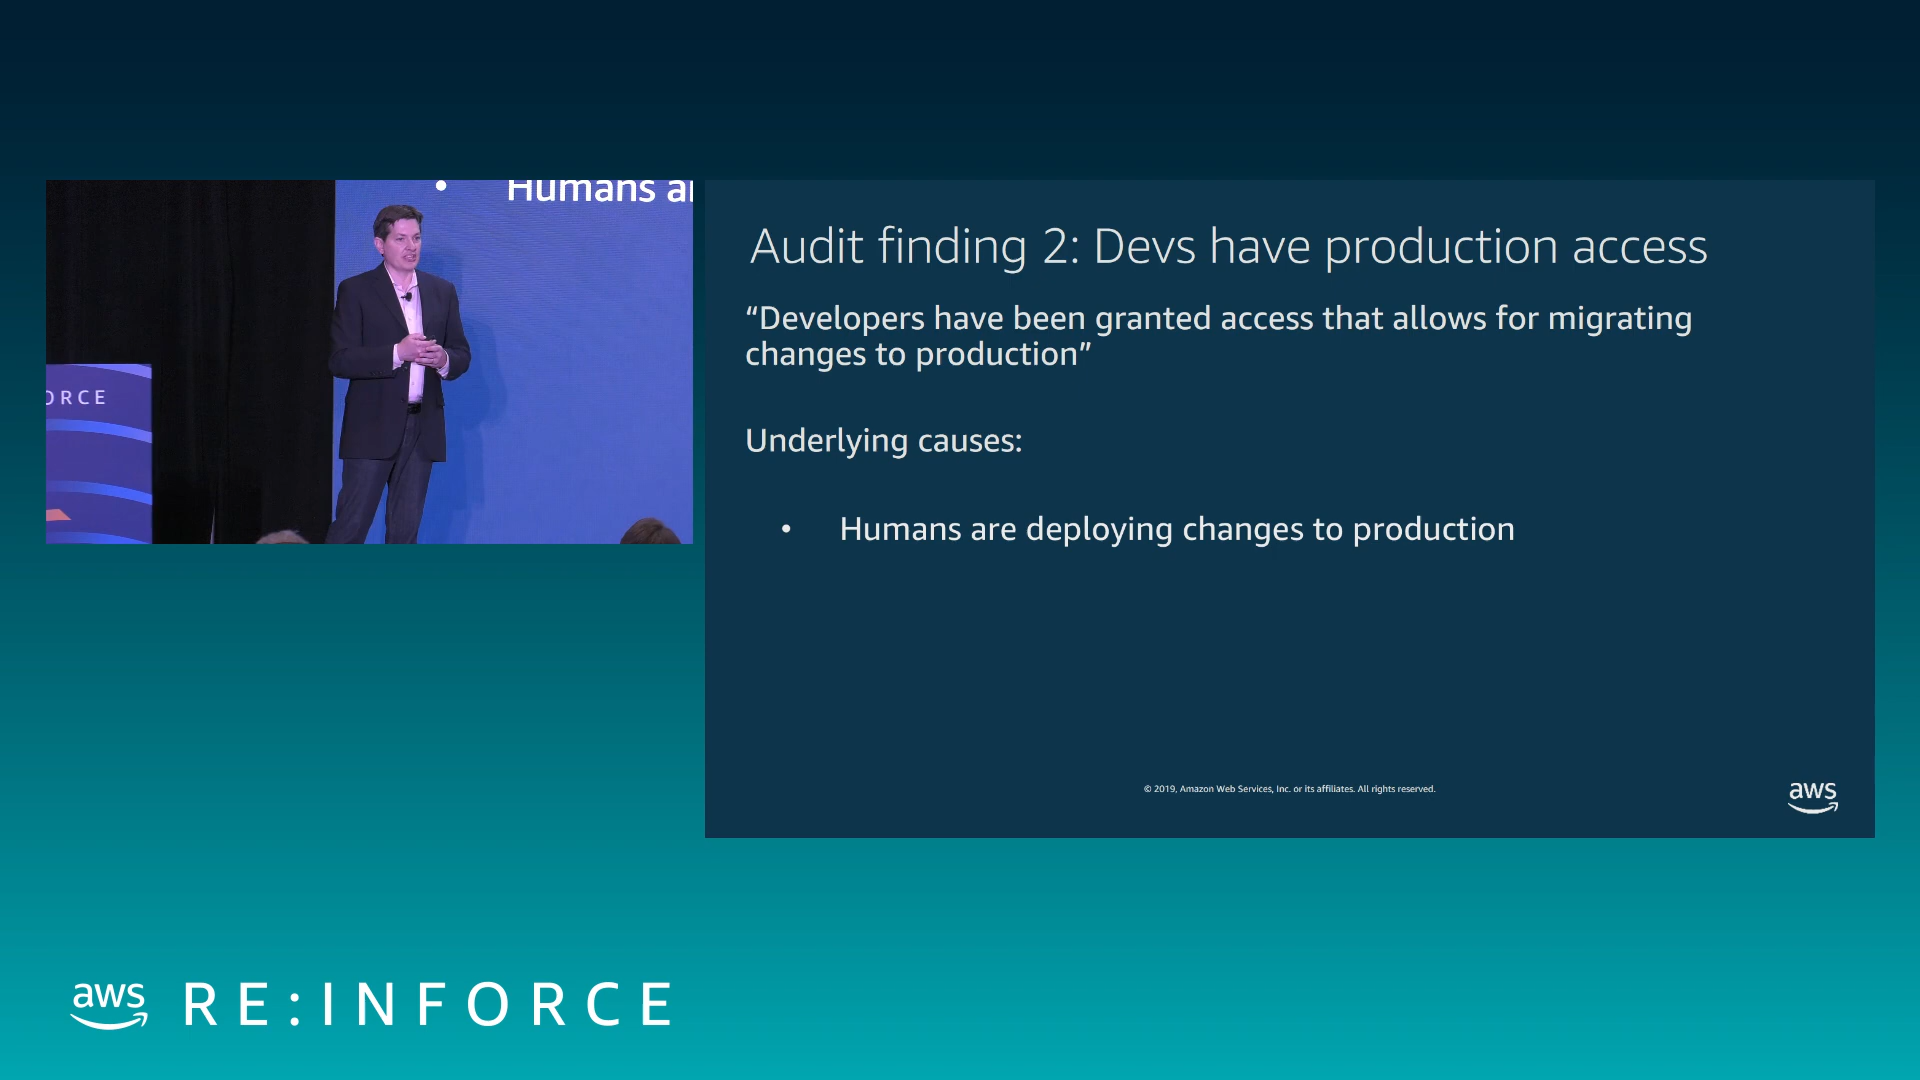 • Humans a
ORCE
Audit finding 2: Devs have production access
“Developers have been granted access that allows for migrating
changes to production”
Underlying causes:
• Humans are deploying changes to production
© 2019, Amazon Web Services, Inc. or its affiliates. All rights reserved.
aws
aws RE:INFORCE